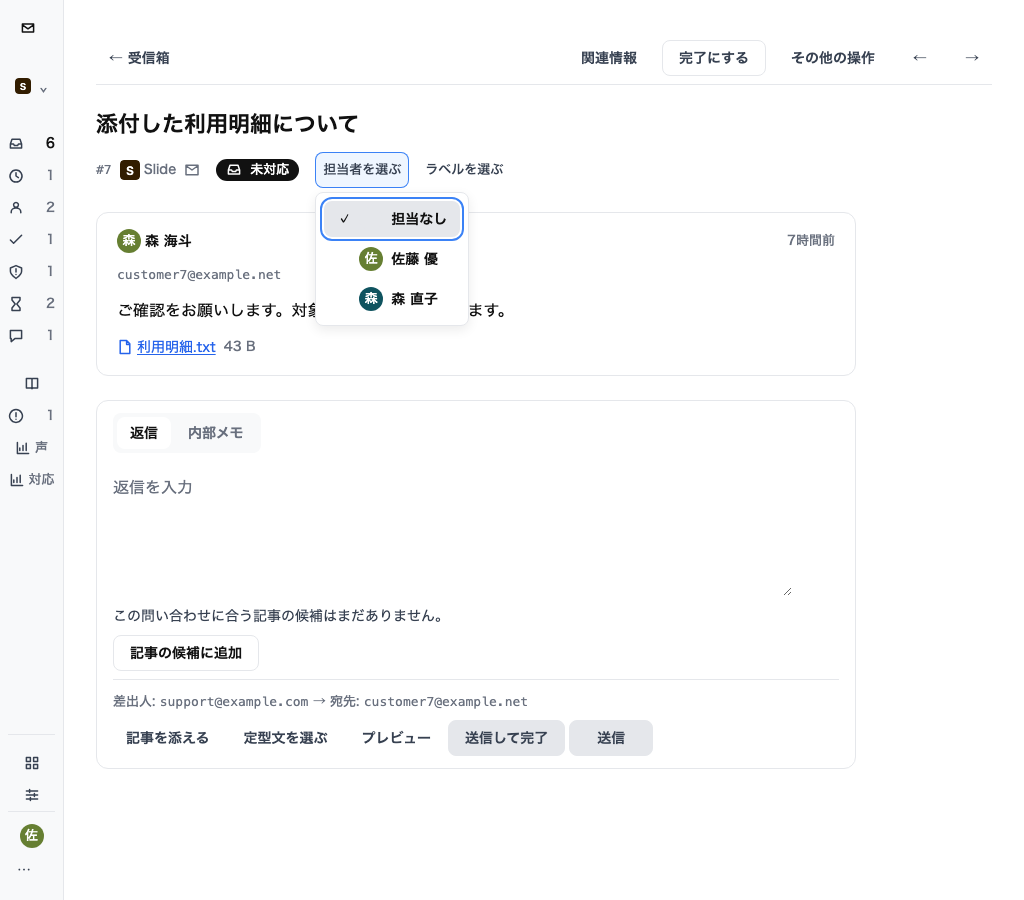 ← 受信箱
関連情報
完了にする
その他の操作
←
→
S
6
1
2
1
1
2
1
1
声
対応
佐
…
添付した利用明細について
#7 S Slide 未対応 担当者を選ぶ ラベルを選ぶ
✓ 担当なし
佐 佐藤 優
森 森 直子
森 森 海斗
7時間前
customer7@example.net
ご確認をお願いします。対象
ます。
利用明細.txt 43 B
返信 内部メモ
返信を入力
この問い合わせに合う記事の候補はまだありません。
記事の候補に追加
差出人: support@example.com → 宛先: customer7@example.net
記事を添える 定型文を選ぶ プレビュー 送信して完了 送信